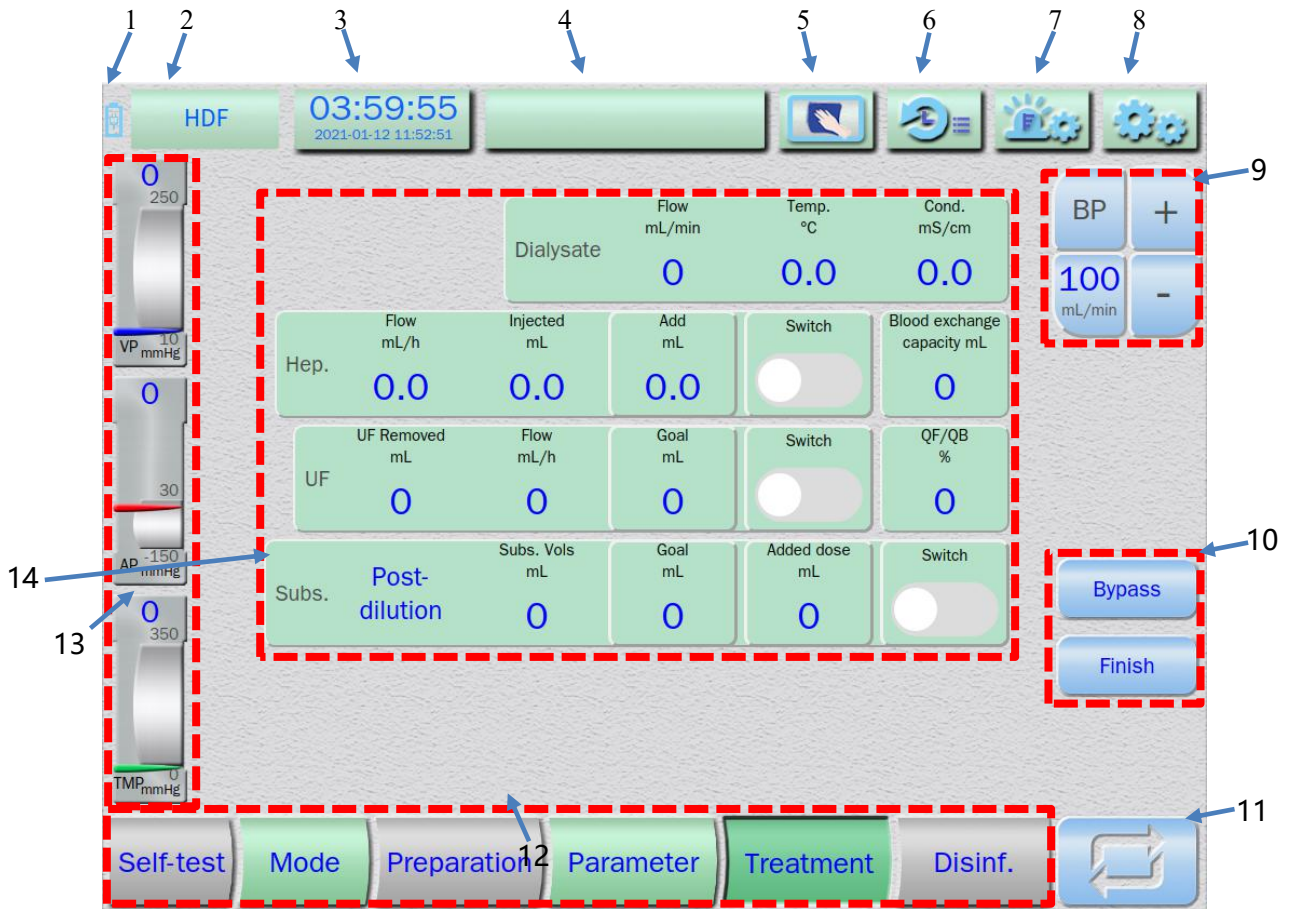 1 2 3 4 5 6 7 8
HDF
03:59:55
2021-01-12 11:52:51
F
9
BP +
100 -
mL/min
0
250
10
VP mmHg
0
30
-150
AP mmHg
0
350
0
TMP mmHg
13
14
Dialysate
Flow Temp. Cond.
mL/min °C mS/cm
0 0.0 0.0
Hep.
Flow Injected Add Switch Blood exchange
mL/h mL mL capacity mL
0.0 0.0 0.0 0
UF
UF Removed Flow Goal Switch QF/QB
mL mL/h mL %
0 0 0 0
Subs.
Post-
dilution
Subs. Vols Goal Added dose Switch
mL mL mL
0 0 0
10
Bypass
Finish
11
12
Self-test Mode Preparation Parameter Treatment Disinf.